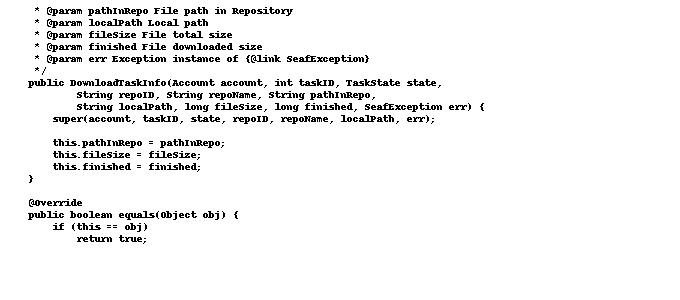 * @param pathInRepo File path in Repository
* @param localPath Local path
* @param fileSize File total size
* @param finished File downloaded size
* @param err Exception instance of {@link SeafException}
*/
public DownloadTaskInfo(Account account, int taskID, TaskState state,
String repoID, String repoName, String pathInRepo,
String localPath, long fileSize, long finished, SeafException err) {
super(account, taskID, state, repoID, repoName, localPath, err);
this.pathInRepo = pathInRepo;
this.fileSize = fileSize;
this.finished = finished;
}
@Override
public boolean equals(Object obj) {
if (this == obj)
return true;